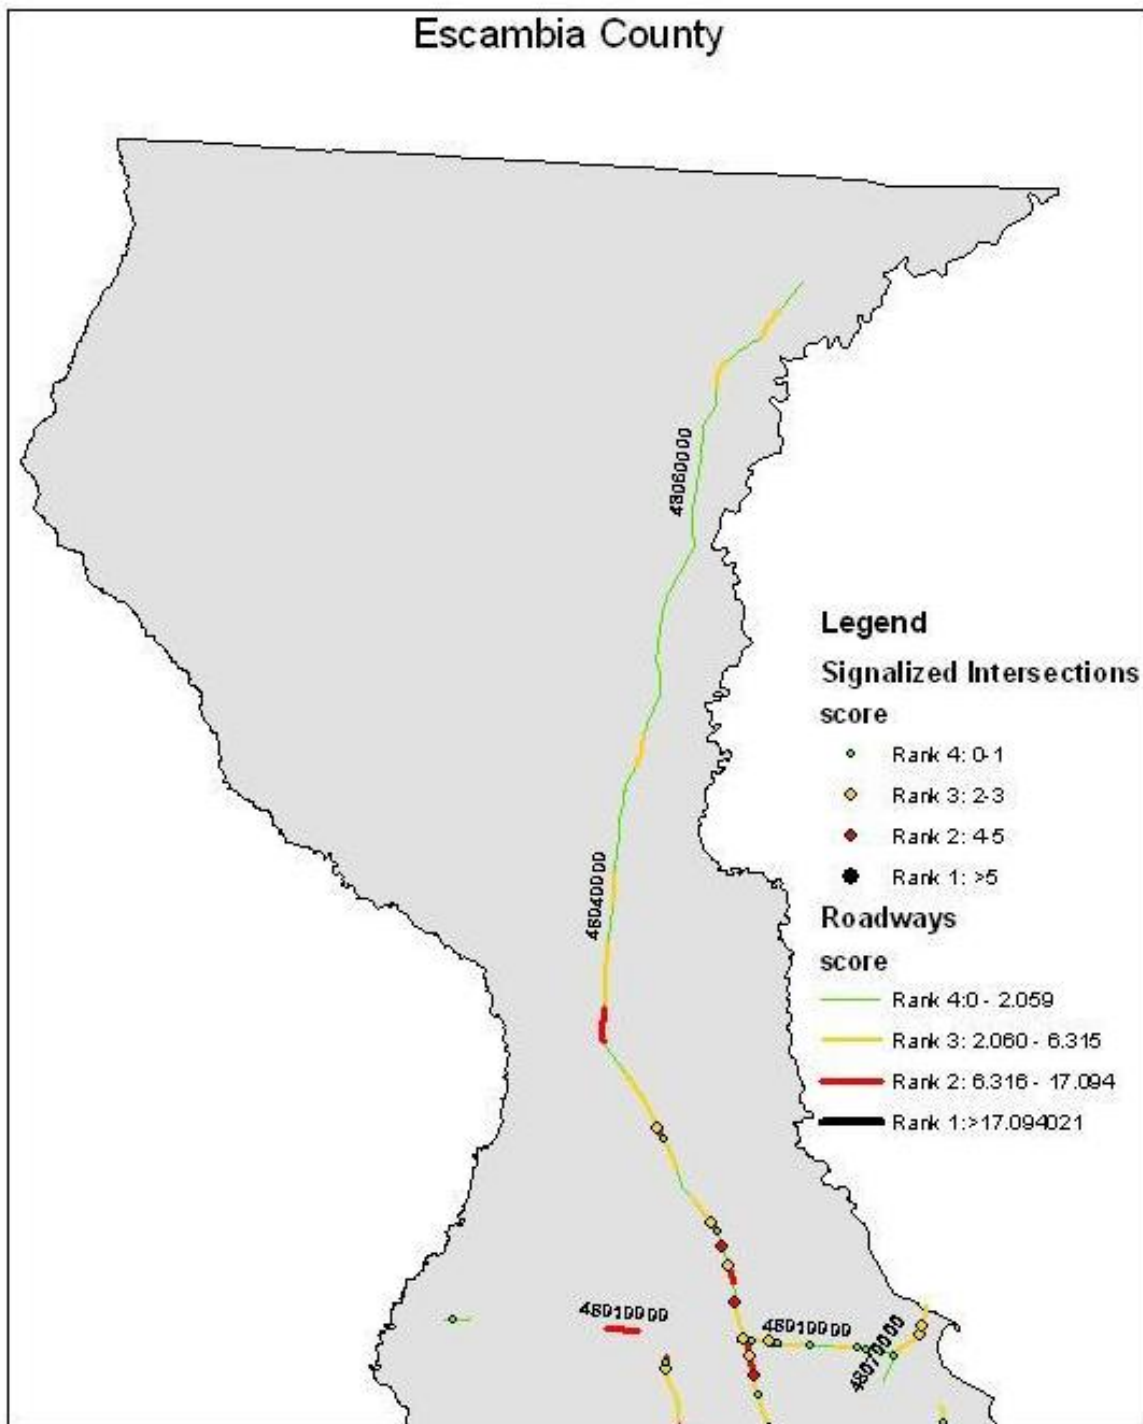 Escambia County
48060000
Legend
Signalized Intersections
score
Rank 4: 0-1
Rank 3: 2-3
Rank 2: 4-5
Rank 1: >5
48040000
Roadways
score
Rank 4:0 - 2.059
Rank 3: 2.060 - 6.315
Rank 2: 6.316 - 17.094
Rank 1:>17.094021
48010000
48010000
48070000